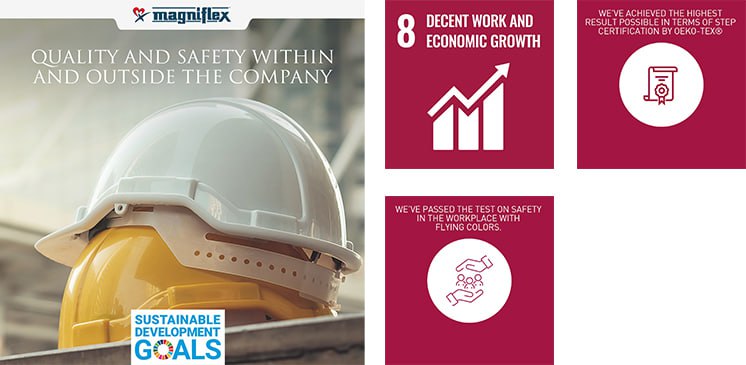 magniflex
QUALITY AND SAFETY WITHIN
AND OUTSIDE THE COMPANY
SUSTAINABLE
DEVELOPMENT
GOALS
8 DECENT WORK AND
ECONOMIC GROWTH
WE'VE ACHIEVED THE HIGHEST
RESULT POSSIBLE IN TERMS OF STEP
CERTIFICATION BY OEKO-TEX®
WE'VE PASSED THE TEST ON SAFETY
IN THE WORKPLACE WITH
FLYING COLORS.